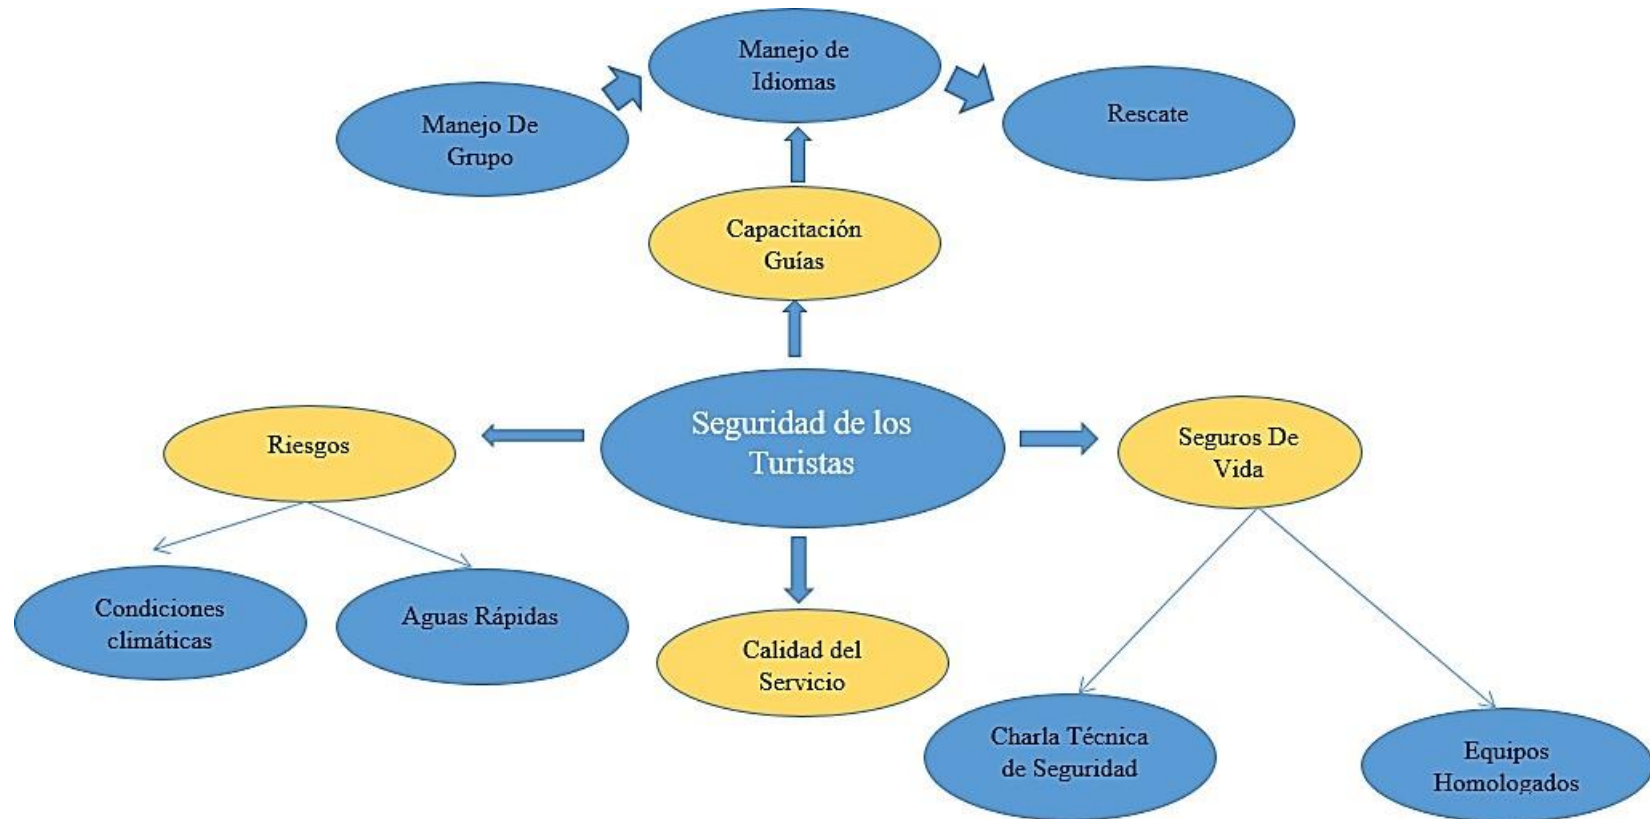 Manejo de
Idiomas
Manejo De
Grupo
Rescate
Capacitación
Guías
Seguridad de los
Turistas
Riesgos
Seguros De
Vida
Condiciones
climáticas
Aguas Rápidas
Calidad del
Servicio
Charla Técnica
de Seguridad
Equipos
Homologados